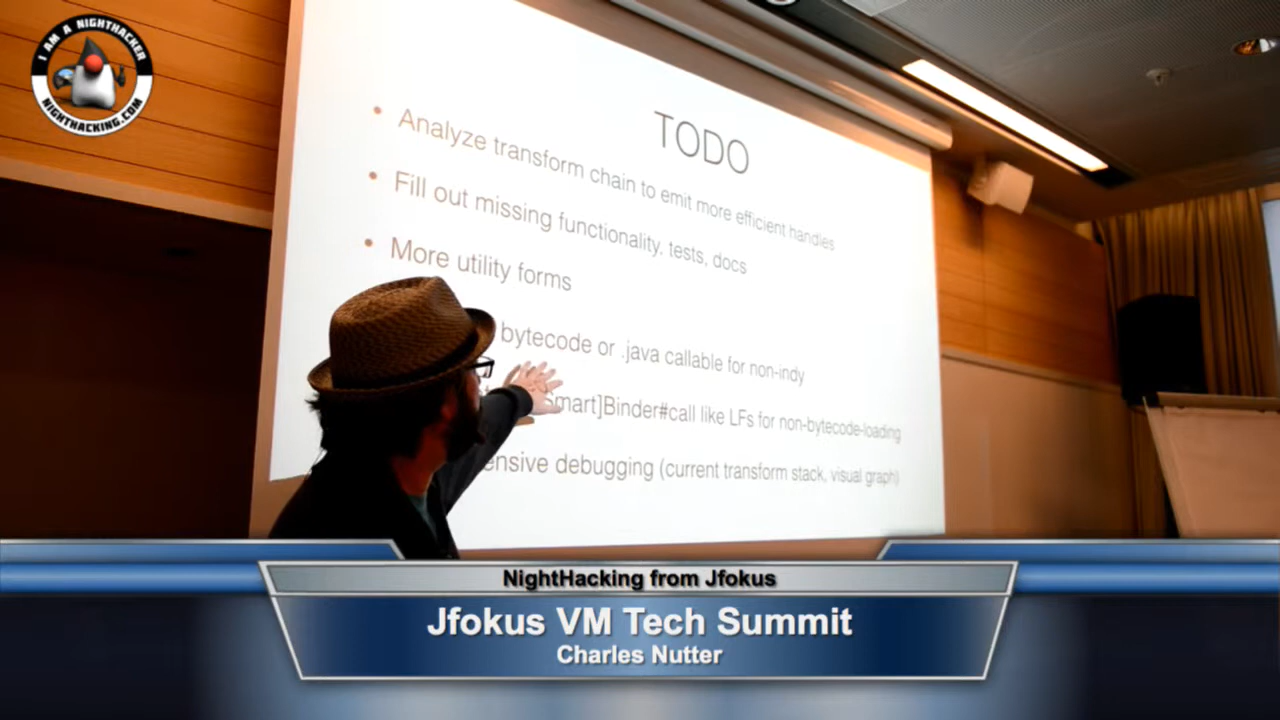 I AM A NIGHTHACKER
NIGHTHACKING.COM
TODO
• Analyze transform chain to emit more efficient handles
• Fill out missing functionality, tests, docs
• More utility forms
bytecode or .java callable for non-indy
mart]Binder#call like LFs for non-bytecode-loading
ensive debugging (current transform stack, visual graph)
NightHacking from Jfokus
Jfokus VM Tech Summit
Charles Nutter